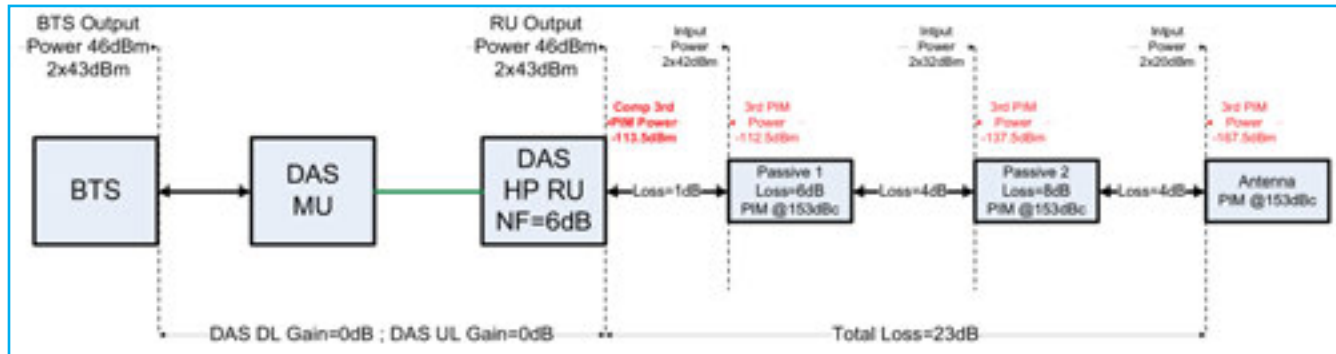 BTS Output
Power 46dBm
2x43dBm
RU Output
Power 46dBm
2x43dBm
Intput
Power
2x42dBm
Intput
Power
2x32dBm
Intput
Power
2x20dBm
Comp 3rd
PIM Power
-113.5dBm
3rd PIM
Power
-112.5dBm
3rd PIM
Power
-137.5dBm
3rd PIM
Power
-167.5dBm
BTS
DAS
MU
DAS
HP RU
NF=6dB
Loss=1dB
Passive 1
Loss=6dB
PIM @153dBc
Loss=4dB
Passive 2
Loss=8dB
PIM @153dBc
Loss=4dB
Antenna
PIM @153dBc
DAS DL Gain=0dB ; DAS UL Gain=0dB
Total Loss=23dB